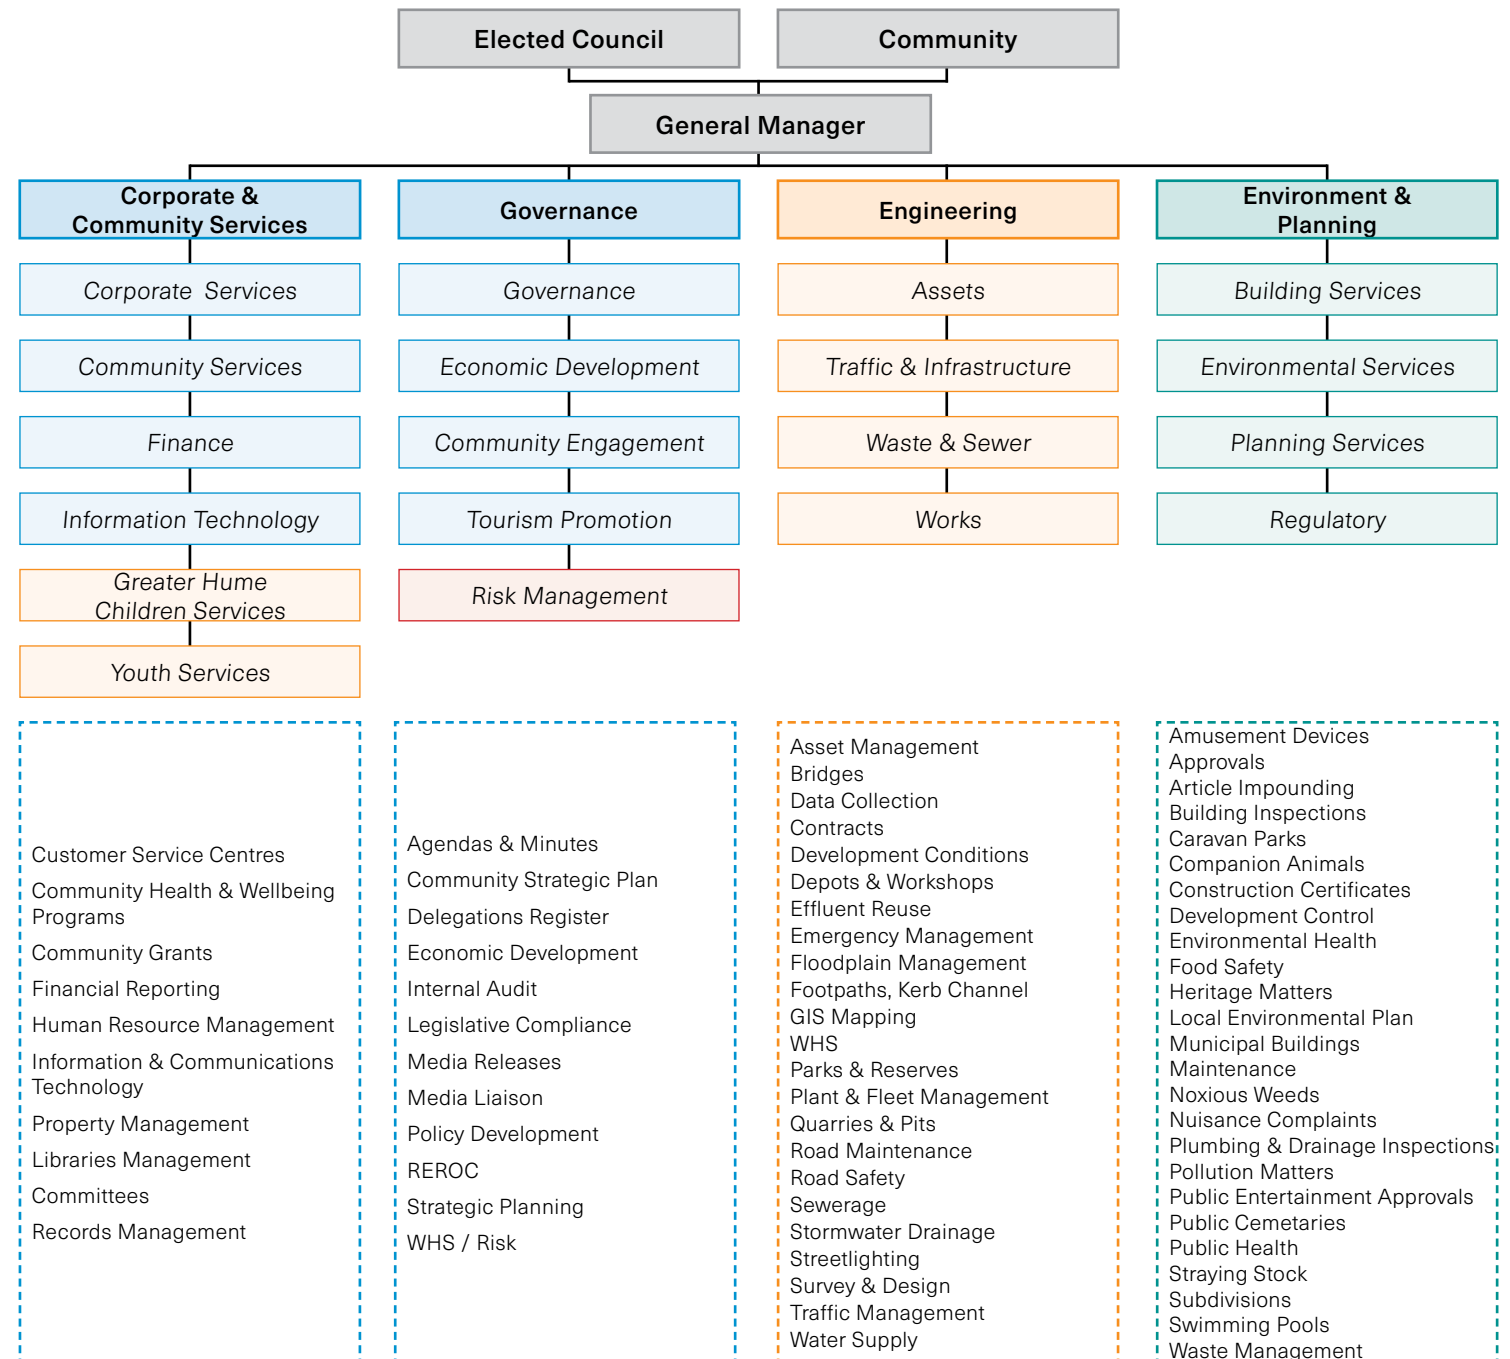 Elected Council
Community
General Manager
Corporate &
Community Services
Governance
Engineering
Environment &
Planning
Corporate Services
Community Services
Finance
Information Technology
Greater Hume
Children Services
Youth Services
Governance
Economic Development
Community Engagement
Tourism Promotion
Risk Management
Assets
Traffic & Infrastructure
Waste & Sewer
Works
Building Services
Environmental Services
Planning Services
Regulatory
Customer Service Centres
Community Health & Wellbeing
Programs
Community Grants
Financial Reporting
Human Resource Management
Information & Communications
Technology
Property Management
Libraries Management
Committees
Records Management
Agendas & Minutes
Community Strategic Plan
Delegations Register
Economic Development
Internal Audit
Legislative Compliance
Media Releases
Media Liaison
Policy Development
REROC
Strategic Planning
WHS / Risk
Asset Management
Bridges
Data Collection
Contracts
Development Conditions
Depots & Workshops
Effluent Reuse
Emergency Management
Floodplain Management
Footpaths, Kerb Channel
GIS Mapping
WHS
Parks & Reserves
Plant & Fleet Management
Quarries & Pits
Road Maintenance
Road Safety
Sewerage
Stormwater Drainage
Streetlighting
Survey & Design
Traffic Management
Water Supply
Amusement Devices
Approvals
Article Impounding
Building Inspections
Caravan Parks
Companion Animals
Construction Certificates
Development Control
Environmental Health
Food Safety
Heritage Matters
Local Environmental Plan
Municipal Buildings
Maintenance
Noxious Weeds
Nuisance Complaints
Plumbing & Drainage Inspections
Pollution Matters
Public Entertainment Approvals
Public Cemetaries
Public Health
Straying Stock
Subdivisions
Swimming Pools
Waste Management